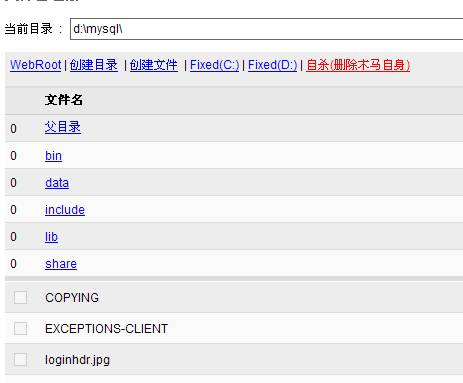 当前目录 : d:\mysql\
WebRoot | 创建目录 | 创建文件 | Fixed(C:) | Fixed(D:) | 自杀(删除木马自身)
文件名
0 父目录
0 bin
0 data
0 include
0 lib
0 share
COPYING
EXCEPTIONS-CLIENT
loginhdr.jpg